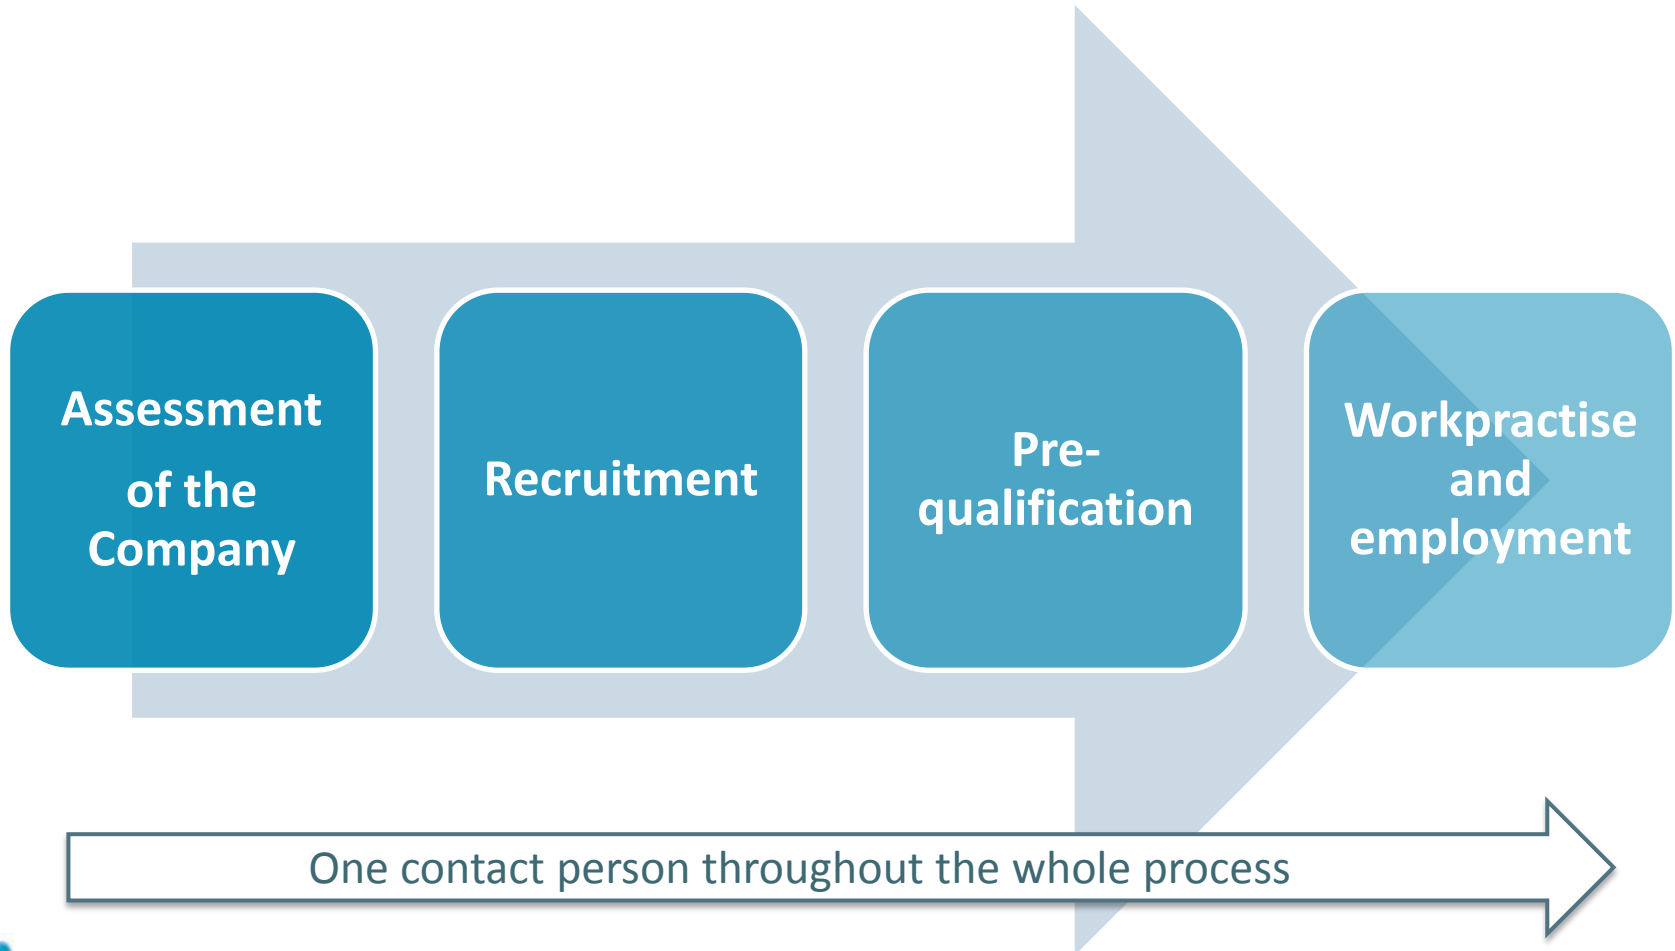 Assessment
of the
Company
Recruitment
Pre-
qualification
Workpractise
and
employment
One contact person throughout the whole process